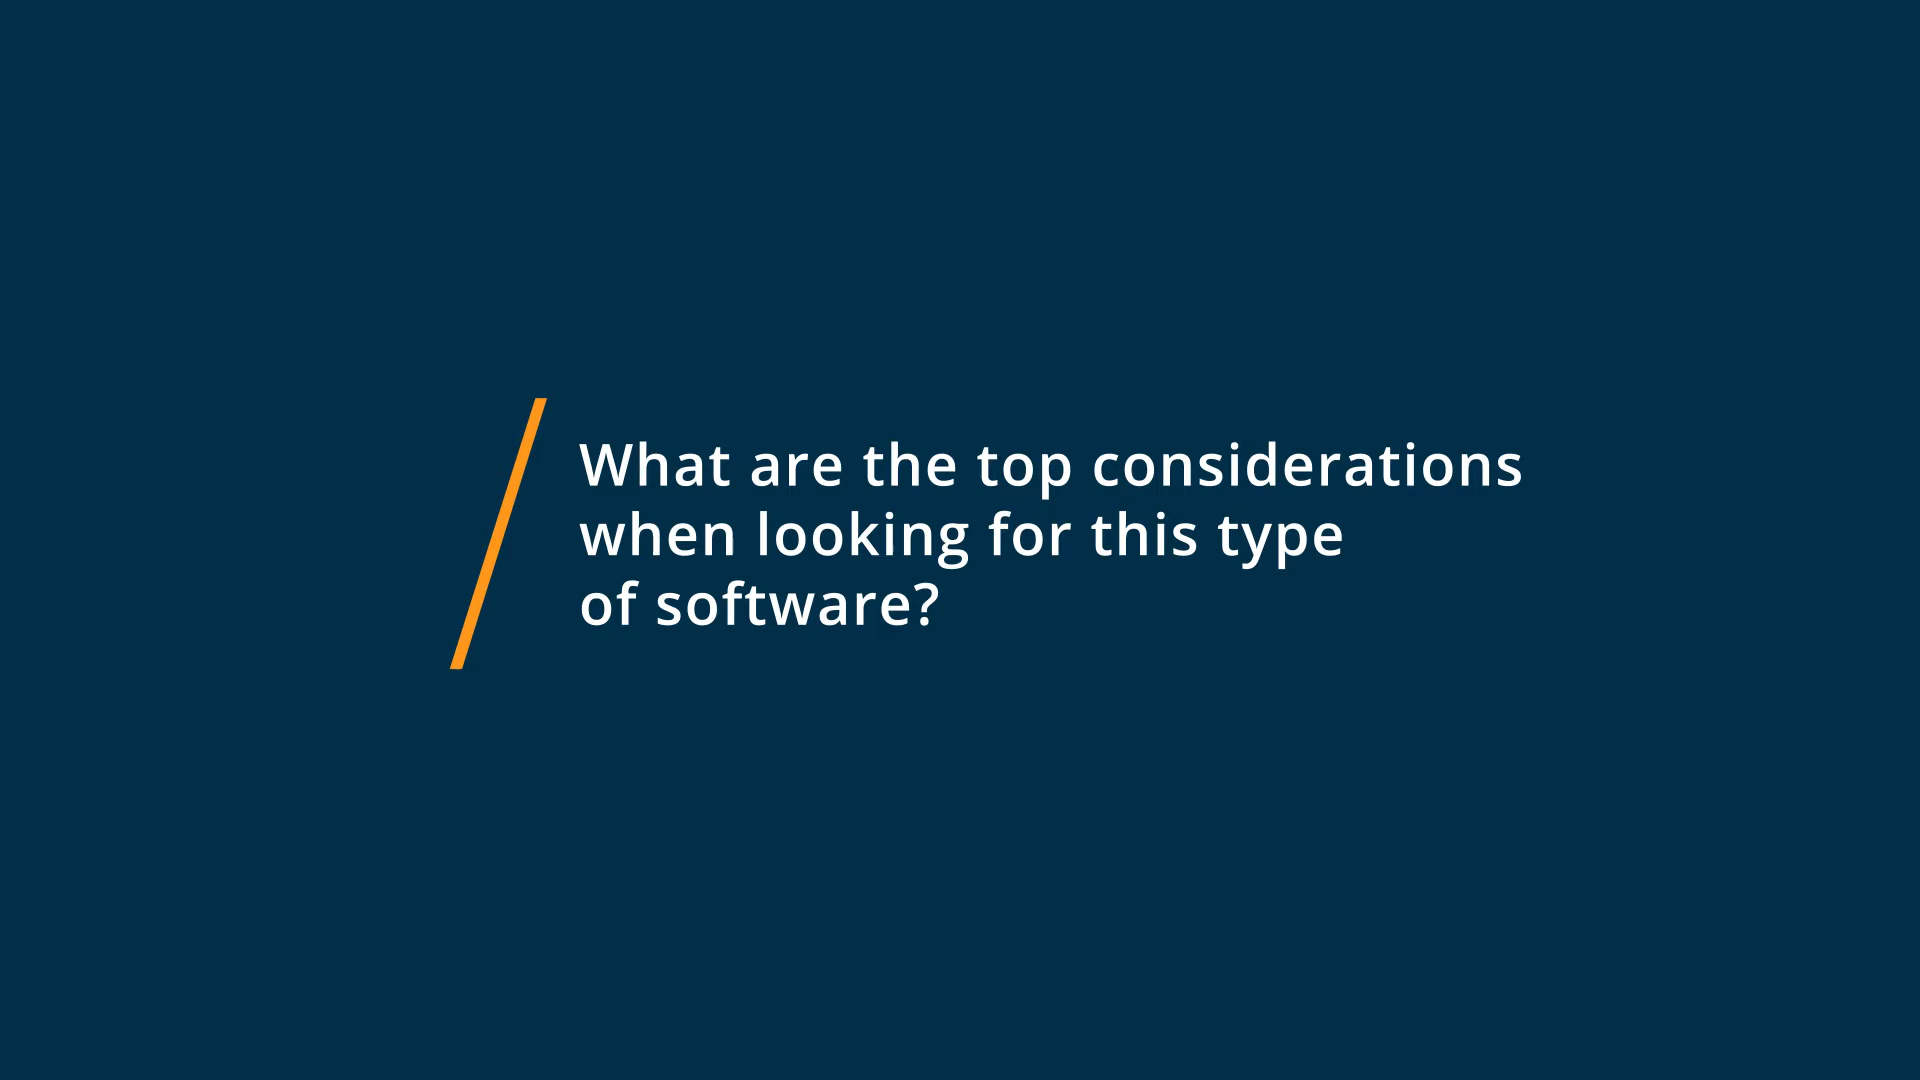 What are the top considerations
when looking for this type
of software?